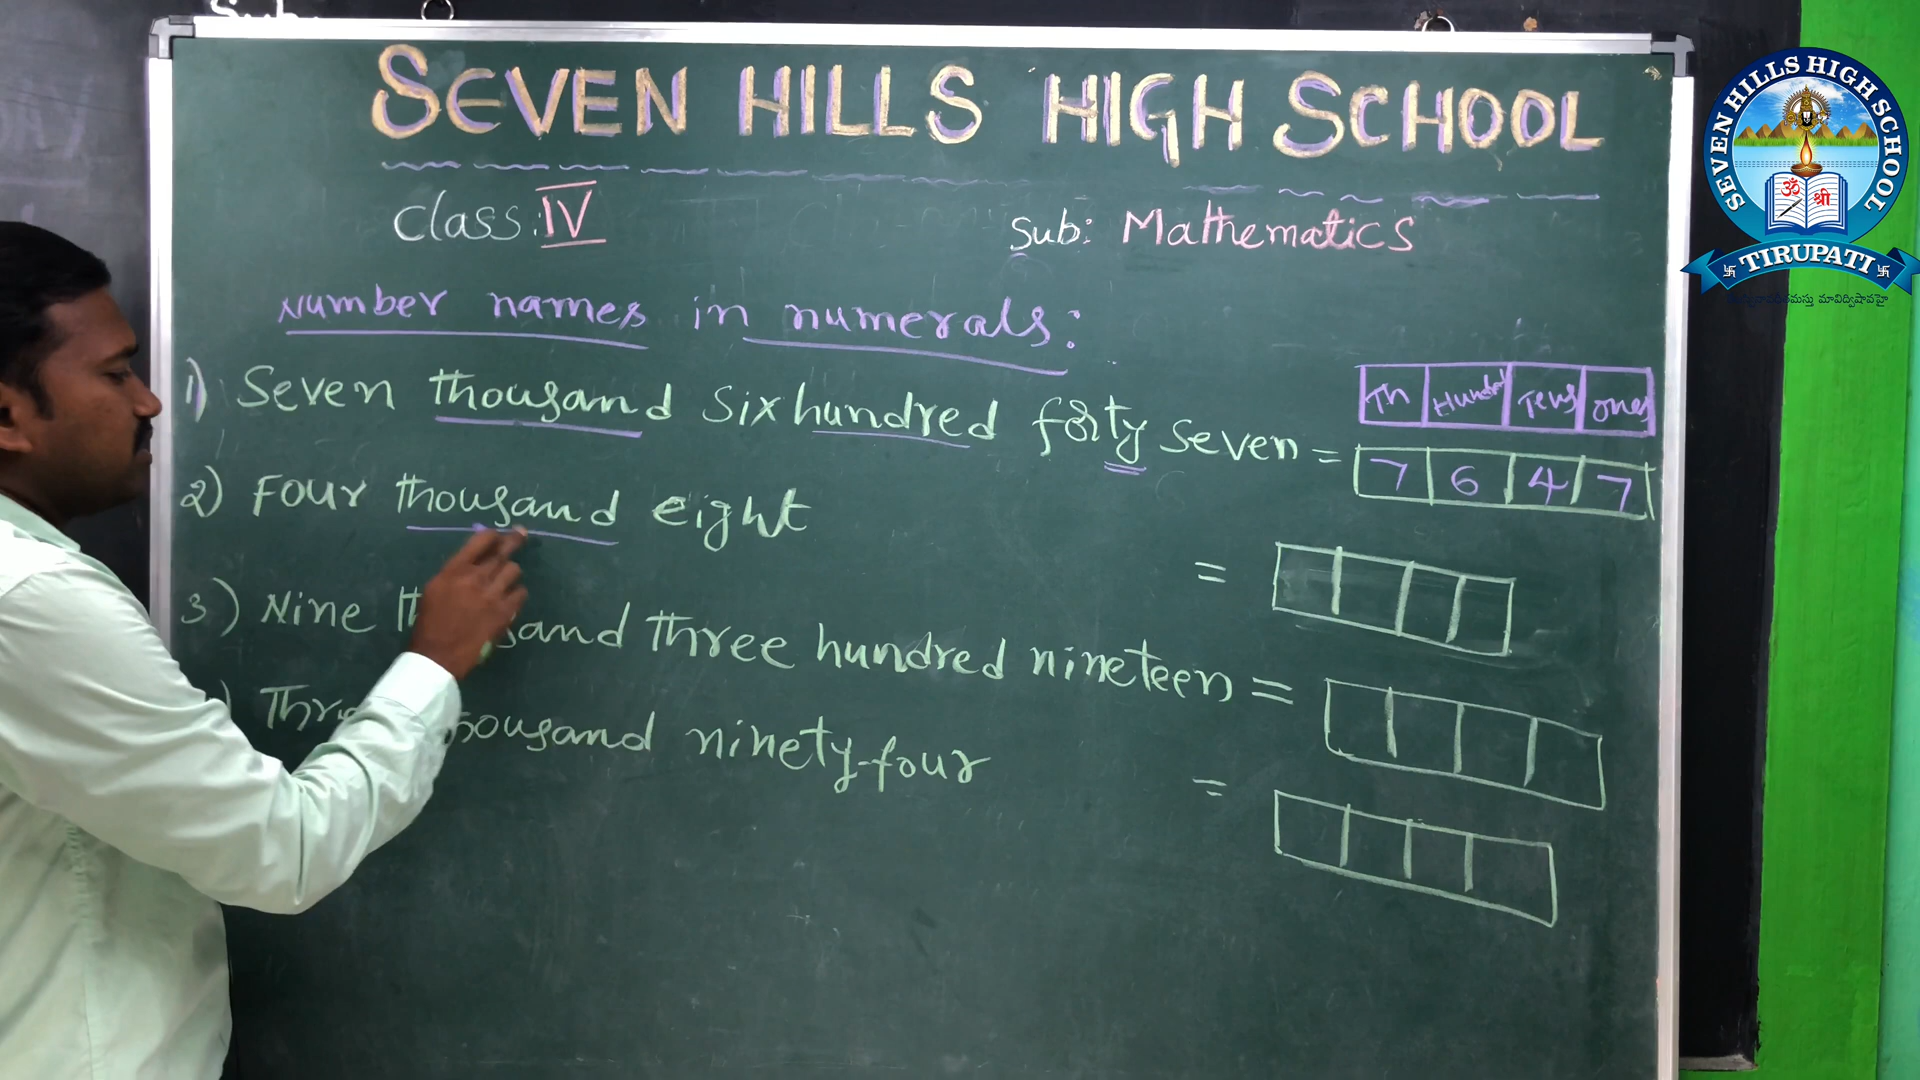 Sub:
SEVEN HILLS HIGH SCHOOL
Class: IV
Sub: Mathematics
Number names in numerals:
Th Hundred Tens ones
1) Seven thousand Six hundred forty seven = 7 6 4 7
2) Four thousand eight =
3) Nine thousand three hundred nineteen =
Three thousand ninety-four =
SEVEN HILLS HIGH SCHOOL
ॐ श्री
TIRUPATI